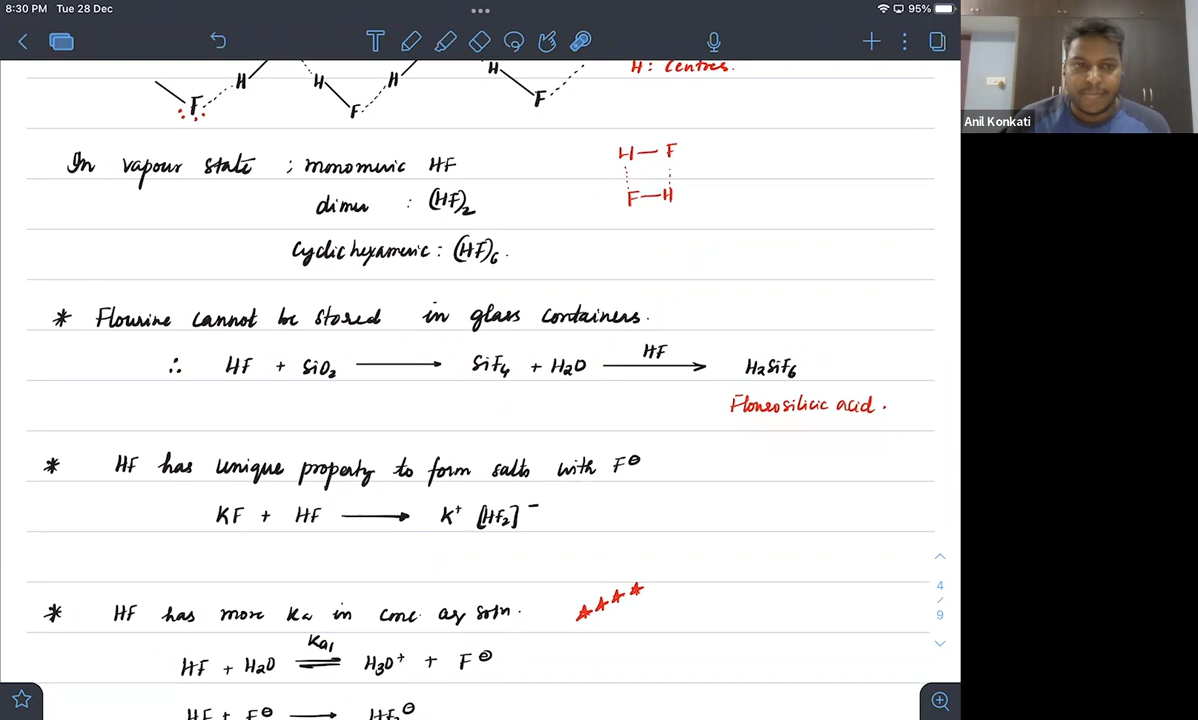 8:30 PM Tue 28 Dec
95%
H: Centres.
H H H H
F F F
Anil Konkati
In vapour state ; monomeric HF
H — F
dimer : (HF)2
F — H
Cyclic hexameric : (HF)6.
* Flourine cannot be stored in glass containers.
∴ HF + SiO2 ⟶ SiF4 + H2O HF ⟶ H2SiF6
Flourosilicic acid.
* HF has unique property to form salts with F⊖
KF + HF ⟶ K+ [HF2]−
4
/
9
* HF has more Ka in conc aq soln.
Ka1
HF + H2O ⇌ H3O+ + F⊖
HF + F⊖ ⟶ HF2⊖